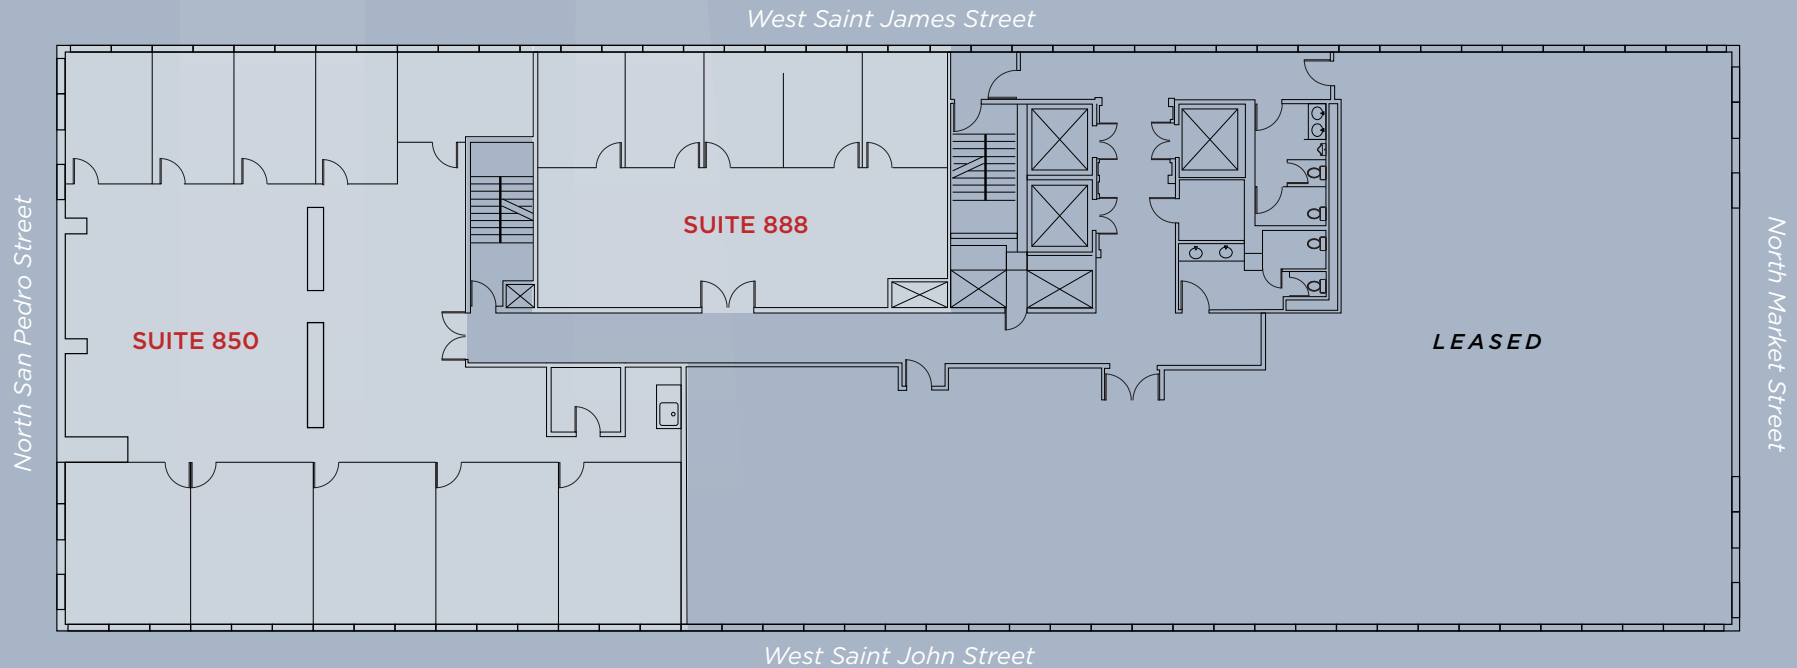 West Saint James Street
North San Pedro Street
SUITE 888
SUITE 850
LEASED
North Market Street
West Saint John Street